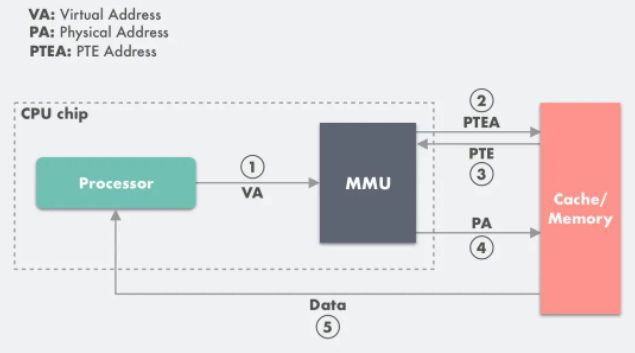 VA: Virtual Address
PA: Physical Address
PTEA: PTE Address
CPU chip
Processor
1
VA
MMU
2
PTEA
PTE
3
PA
4
Cache/
Memory
Data
5